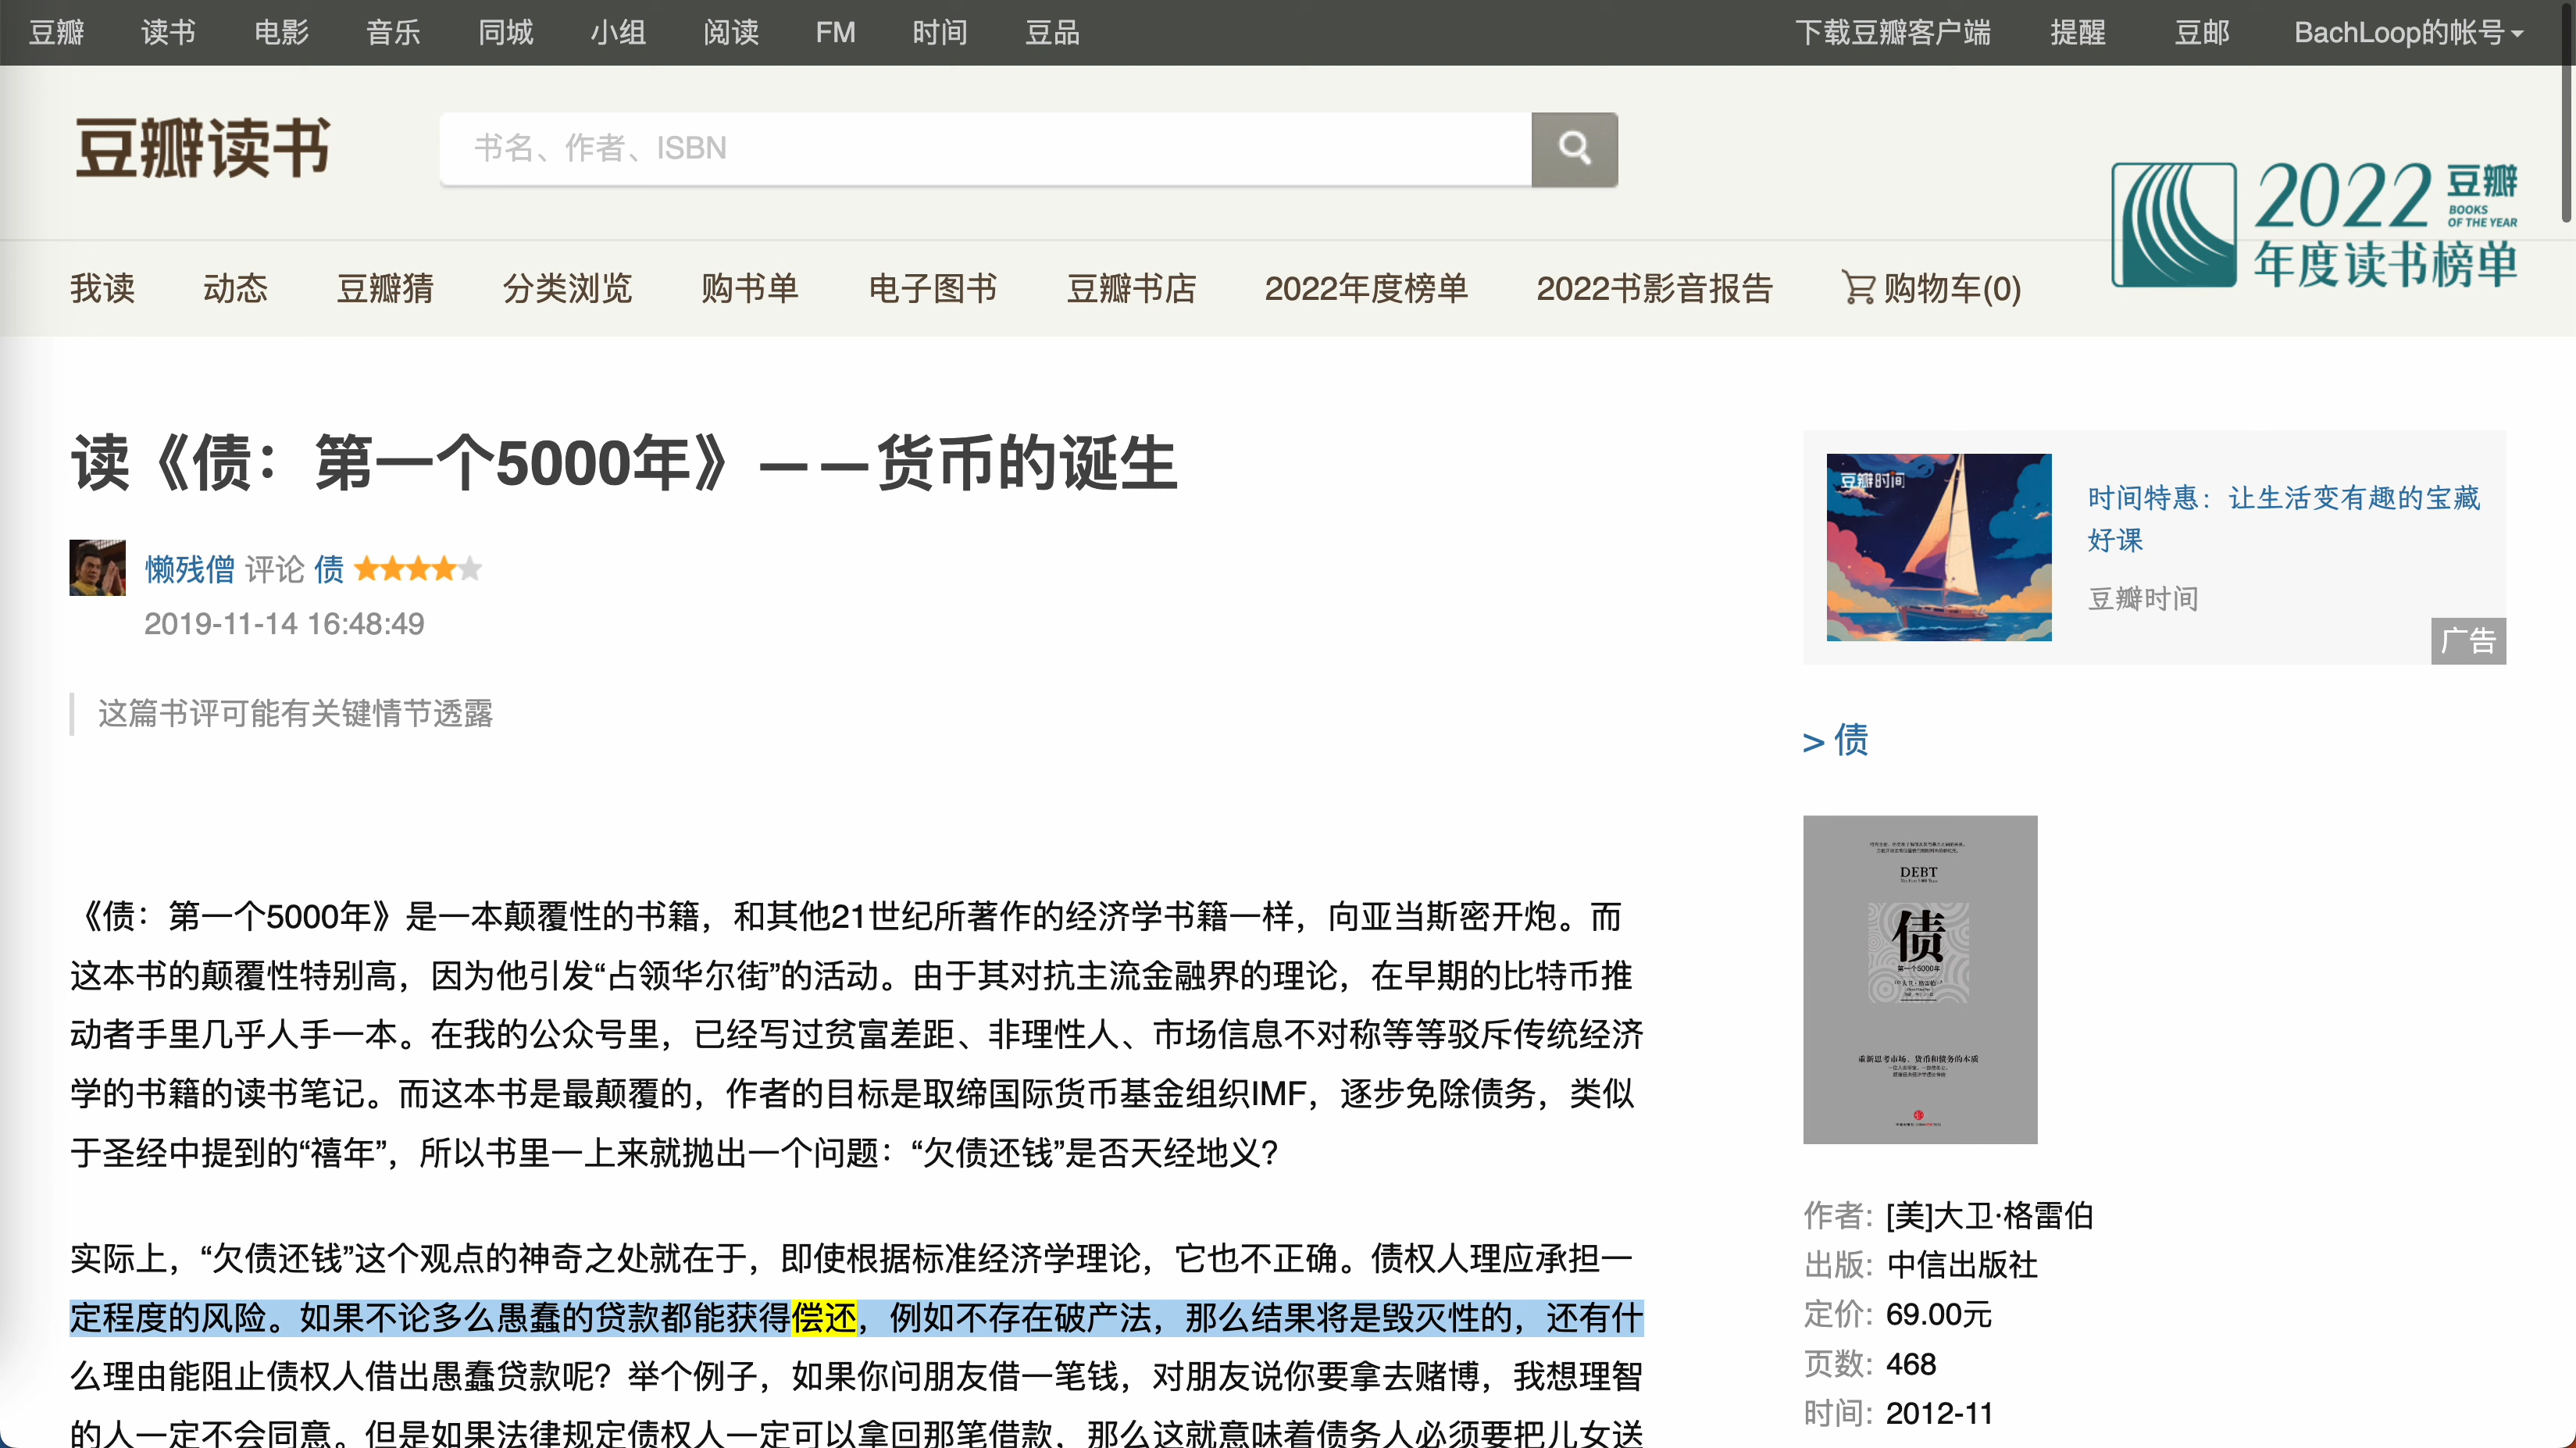 豆瓣 读书 电影 音乐 同城 小组 阅读 FM 时间 豆品 下载豆瓣客户端 提醒 豆邮 BachLoop的帐号
豆瓣读书
书名、作者、ISBN
2022 豆瓣
BOOKS
OF THE YEAR
年度读书榜单
我读 动态 豆瓣猜 分类浏览 购书单 电子图书 豆瓣书店 2022年度榜单 2022书影音报告 购物车(0)
读《债：第一个5000年》——货币的诞生
懒残僧 评论 债
2019-11-14 16:48:49
这篇书评可能有关键情节透露
《债：第一个5000年》是一本颠覆性的书籍，和其他21世纪所著作的经济学书籍一样，向亚当斯密开炮。而
这本书的颠覆性特别高，因为他引发“占领华尔街”的活动。由于其对抗主流金融界的理论，在早期的比特币推
动者手里几乎人手一本。在我的公众号里，已经写过贫富差距、非理性人、市场信息不对称等等驳斥传统经济
学的书籍的读书笔记。而这本书是最颠覆的，作者的目标是取缔国际货币基金组织IMF，逐步免除债务，类似
于圣经中提到的“禧年”，所以书里一上来就抛出一个问题：“欠债还钱”是否天经地义？
实际上，“欠债还钱”这个观点的神奇之处就在于，即使根据标准经济学理论，它也不正确。债权人理应承担一
定程度的风险。如果不论多么愚蠢的贷款都能获得偿还，例如不存在破产法，那么结果将是毁灭性的，还有什
么理由能阻止债权人借出愚蠢贷款呢？举个例子，如果你问朋友借一笔钱，对朋友说你要拿去赌博，我想理智
的人一定不会同意。但是如果法律规定债权人一定可以拿回那笔借款，那么这就意味着债务人必须要把儿女送
豆瓣时间
时间特惠：让生活变有趣的宝藏
好课
豆瓣时间
广告
> 债
DEBT
债
第一个5000年
重新思考市场、货币和债务的本质
作者: [美]大卫·格雷伯
出版: 中信出版社
定价: 69.00元
页数: 468
时间: 2012-11